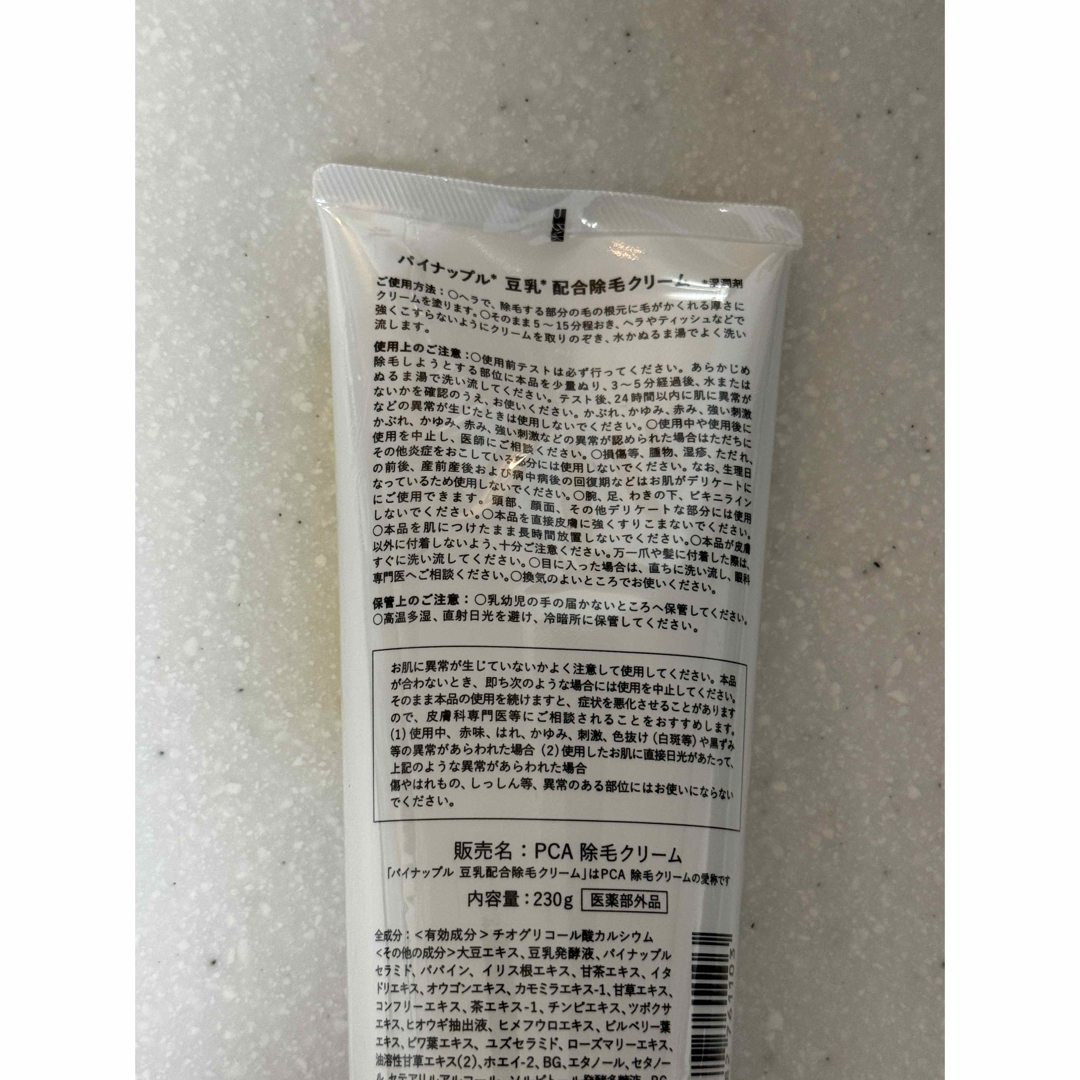 パイナップル* 豆乳* 配合除毛クリーム *保潤剤
ご使用方法：○ヘラで、除毛する部分の毛の根元に毛がかくれる厚さに
クリームを塗ります。○そのまま5～15分程おき、ヘラやティッシュなどで
強くこすらないようにクリームを取りのぞき、水かぬるま湯でよく洗い
流します。
使用上のご注意：○使用前テストは必ず行ってください。あらかじめ
除毛しようとする部位に本品を少量ぬり、3～5分経過後、水または
ぬるま湯で洗い流してください。テスト後、24時間以内に肌に異常が
ないかを確認のうえ、お使いください。かぶれ、かゆみ、赤み、強い刺激
などの異常が生じたときは使用しないでください。○使用中や使用後に
かぶれ、かゆみ、赤み、強い刺激などの異常が認められた場合はただちに
使用を中止し、医師にご相談ください。○損傷等、腫物、湿疹、ただれ、
その他炎症をおこしている部分には使用しないでください。なお、生理日
の前後、産前産後および病中病後の回復期などはお肌がデリケートに
なっているため使用しないでください。○腕、足、わきの下、ビキニライン
にご使用できます。頭部、顔面、その他デリケートな部分には使用
しないでください。○本品を直接皮膚に強くすりこまないでください。
○本品を肌につけたまま長時間放置しないでください。○本品が皮膚
以外に付着しないよう、十分ご注意ください。万一爪や髪に付着した際は、
すぐに洗い流してください。○目に入った場合は、直ちに洗い流し、眼科
専門医へご相談ください。○換気のよいところでお使いください。
保管上のご注意：○乳幼児の手の届かないところへ保管してください。
○高温多湿、直射日光を避け、冷暗所に保管してください。
お肌に異常が生じていないかよく注意して使用してください。本品
が合わないとき、即ち次のような場合には使用を中止してください。
そのまま本品の使用を続けますと、症状を悪化させることがあります
ので、皮膚科専門医等にご相談されることをおすすめします。
(1)使用中、赤味、はれ、かゆみ、刺激、色抜け(白斑等)や黒ずみ
等の異常があらわれた場合 (2)使用したお肌に直接日光があたって、
上記のような異常があらわれた場合
傷やはれもの、しっしん等、異常のある部位にはお使いにならない
でください。
販売名：PCA 除毛クリーム
「パイナップル 豆乳配合除毛クリーム」はPCA 除毛クリームの愛称です
内容量：230g 医薬部外品
全成分：<有効成分>チオグリコール酸カルシウム
<その他の成分>大豆エキス、豆乳発酵液、パイナップル
セラミド、パパイン、イリス根エキス、甘茶エキス、イタ
ドリエキス、オウゴンエキス、カモミラエキス-1、甘草エキス、
コンフリーエキス、茶エキス-1、チンピエキス、ツボクサ
エキス、ヒオウギ抽出液、ヒメフウロエキス、ビルベリー葉
エキス、ビワ葉エキス、ユズセラミド、ローズマリーエキス、
油溶性甘草エキス(2)、ホエイ-2、BG、エタノール、セタノー
ル、セテアリルアルコール、ソルビトール発酵多糖液、PG、